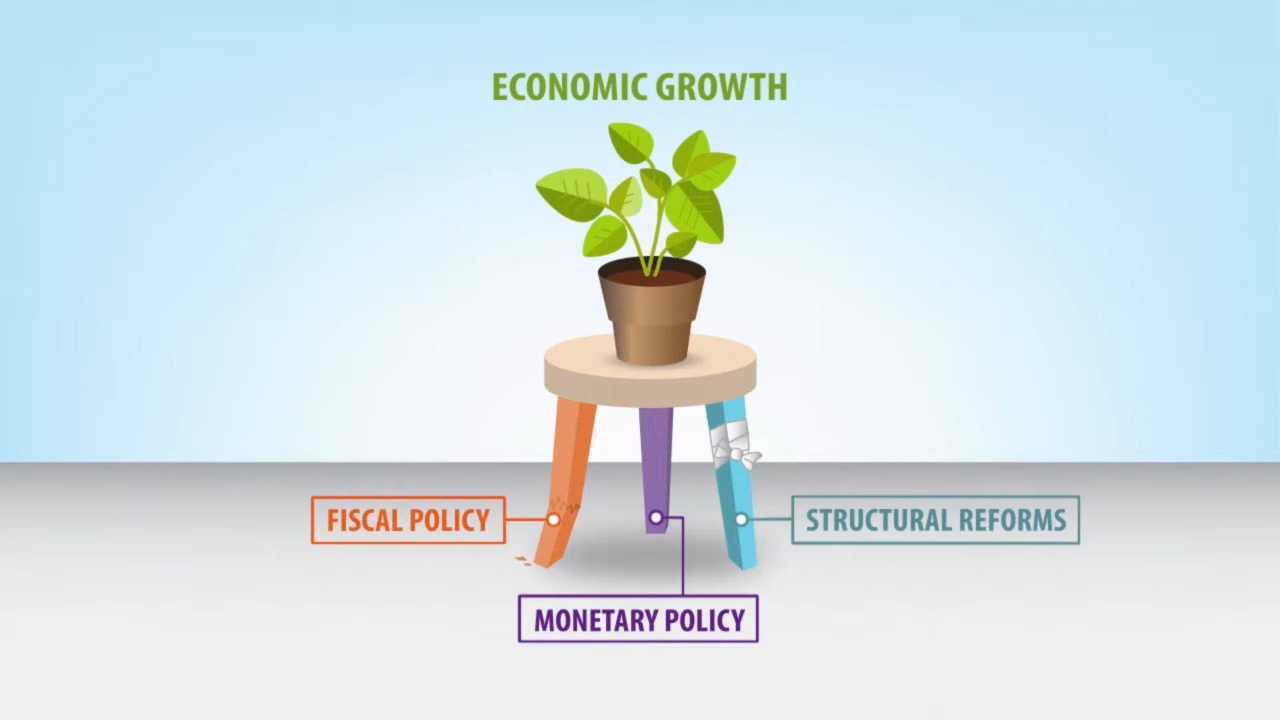 ECONOMIC GROWTH
FISCAL POLICY
STRUCTURAL REFORMS
MONETARY POLICY